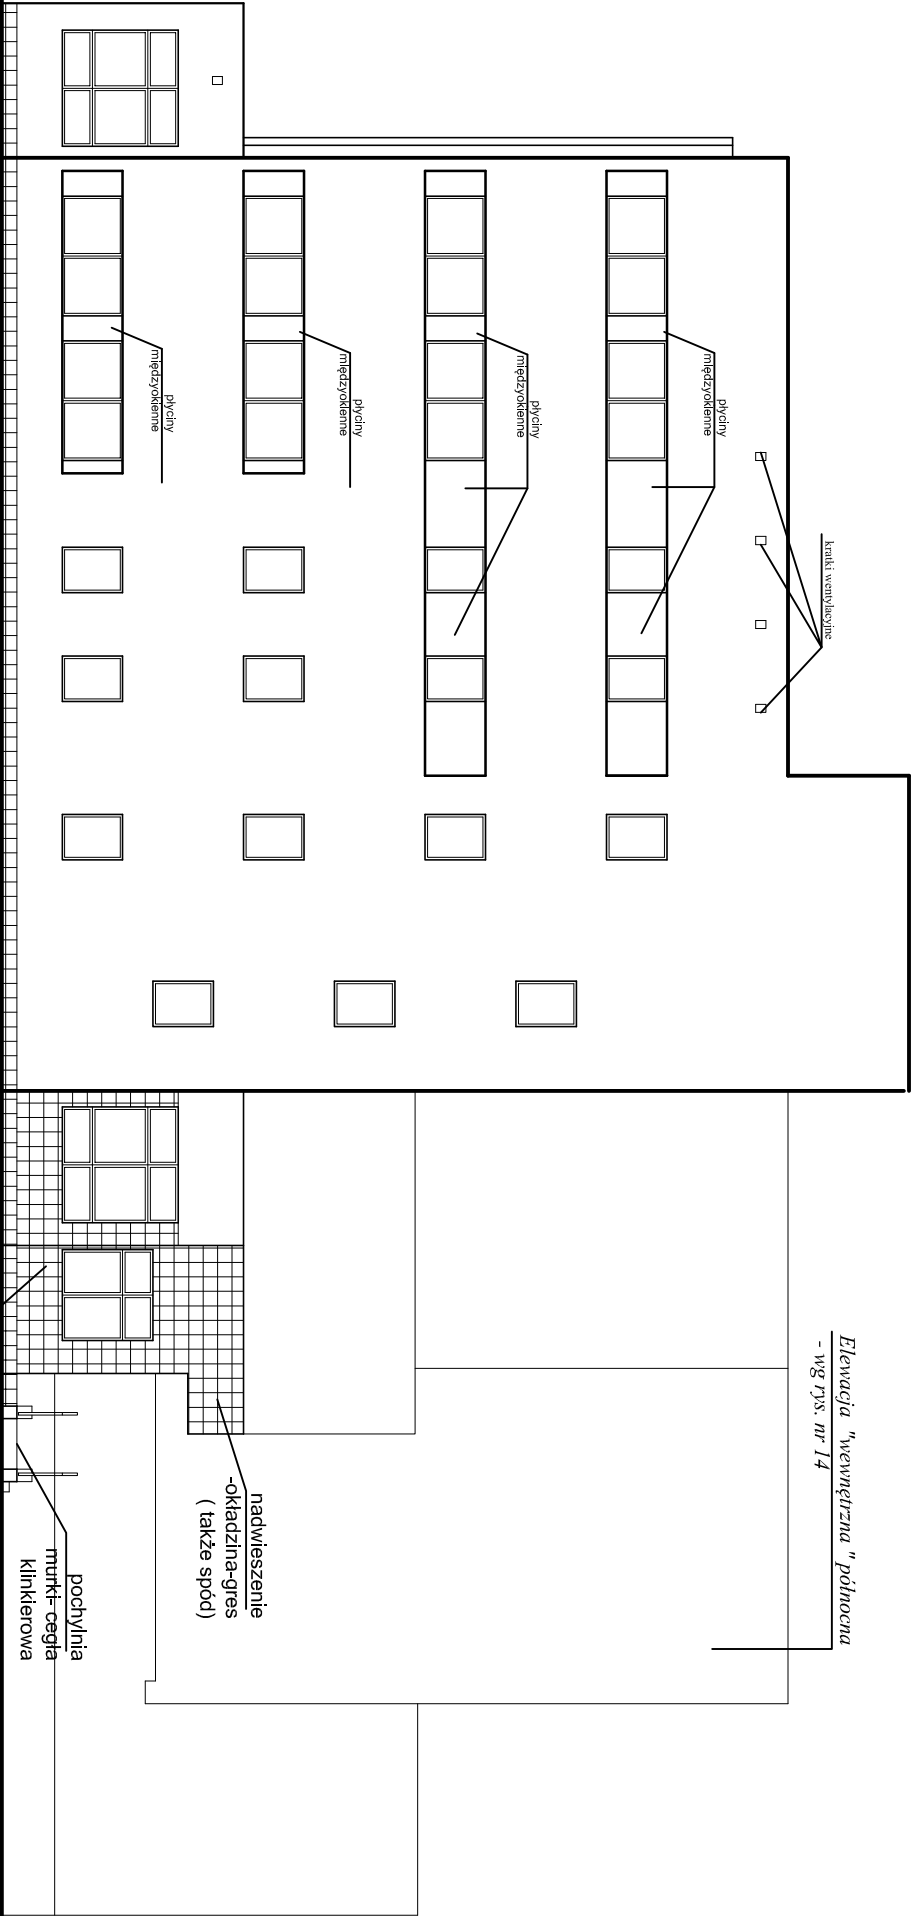 Elewacja "wewnętrzna " północna
- wg rys. nr 14
kratki wentylacyjne
płyciny
międzyokienne
płyciny
międzyokienne
płyciny
międzyokienne
płyciny
międzyokienne
nadwieszenie
-okładzina-gres
( także spód)
pochylnia
murki-cegła
klinkierowa